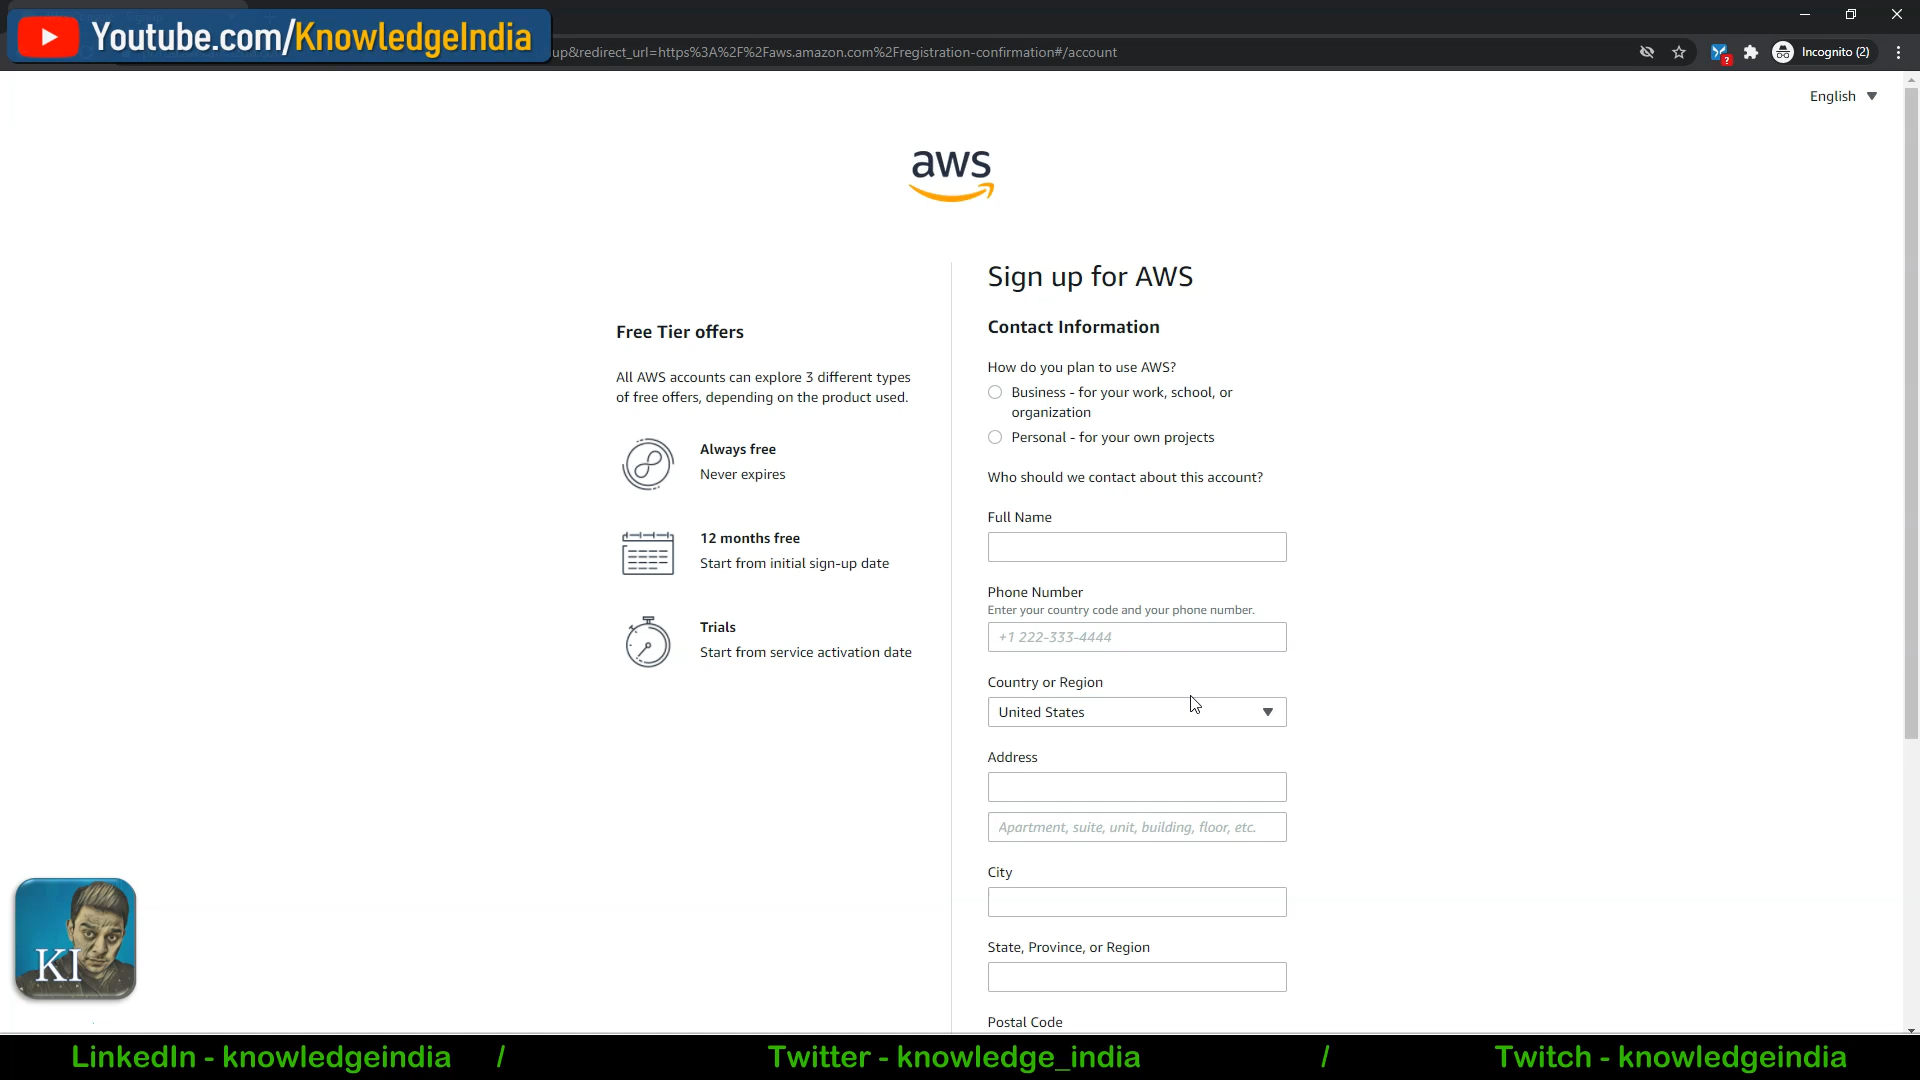 Youtube.com/KnowledgeIndia
up&redirect_url=https%3A%2F%2Faws.amazon.com%2Fregistration-confirmation#/account
?
Incognito (2)
English
aws
Free Tier offers
All AWS accounts can explore 3 different types
of free offers, depending on the product used.
Always free
Never expires
12 months free
Start from initial sign-up date
Trials
Start from service activation date
Sign up for AWS
Contact Information
How do you plan to use AWS?
Business - for your work, school, or
organization
Personal - for your own projects
Who should we contact about this account?
Full Name
Phone Number
Enter your country code and your phone number.
+1 222-333-4444
Country or Region
United States
Address
Apartment, suite, unit, building, floor, etc.
City
State, Province, or Region
Postal Code
KI
LinkedIn - knowledgeindia / Twitter - knowledge_india / Twitch - knowledgeindia